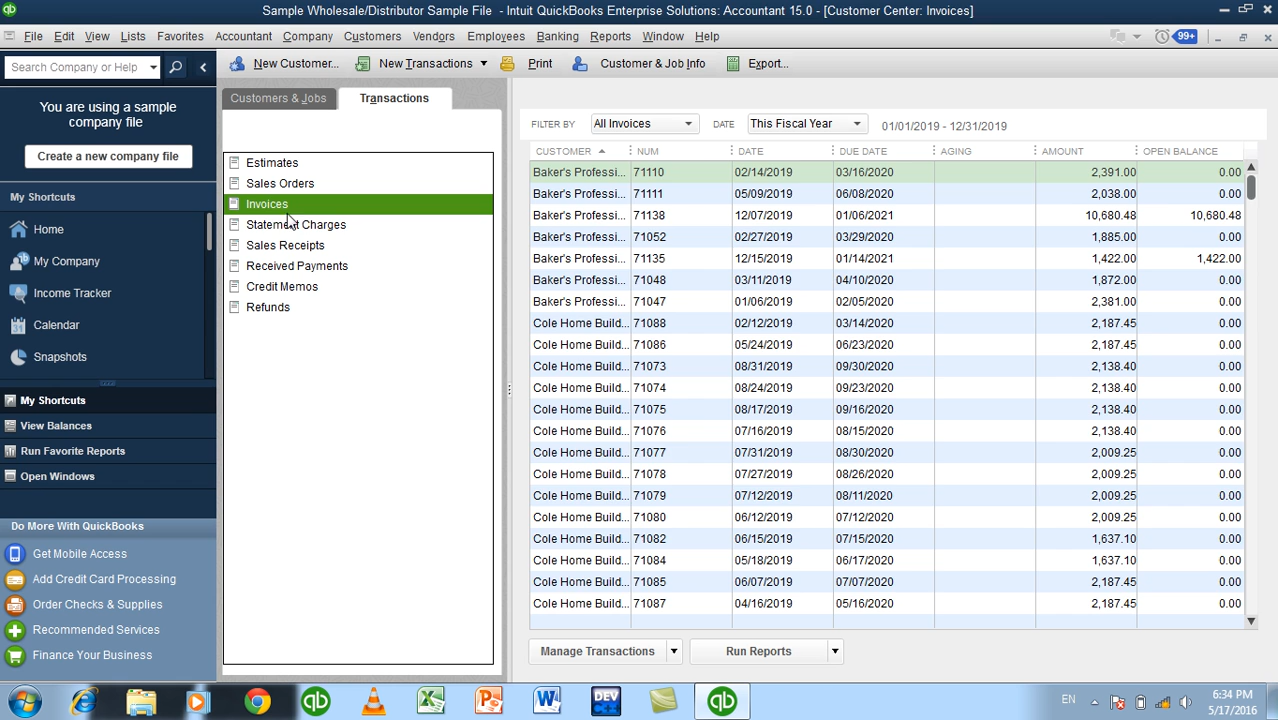 Sample Wholesale/Distributor Sample File - Intuit QuickBooks Enterprise Solutions: Accountant 15.0 - [Customer Center: Invoices]
File Edit View Lists Favorites Accountant Company Customers Vendors Employees Banking Reports Window Help 99+
Search Company or Help New Customer... New Transactions Print Customer & Job Info Export...
You are using a sample
company file
Create a new company file
My Shortcuts
Home
My Company
Income Tracker
Calendar
Snapshots
My Shortcuts
View Balances
Run Favorite Reports
Open Windows
Do More With QuickBooks
Get Mobile Access
Add Credit Card Processing
Order Checks & Supplies
Recommended Services
Finance Your Business
Customers & Jobs Transactions
Estimates
Sales Orders
Invoices
Statement Charges
Sales Receipts
Received Payments
Credit Memos
Refunds
FILTER BY All Invoices DATE This Fiscal Year 01/01/2019 - 12/31/2019
CUSTOMER NUM DATE DUE DATE AGING AMOUNT OPEN BALANCE
Baker's Professi... 71110 02/14/2019 03/16/2020 2,391.00 0.00
Baker's Professi... 71111 05/09/2019 06/08/2020 2,038.00 0.00
Baker's Professi... 71138 12/07/2019 01/06/2021 10,680.48 10,680.48
Baker's Professi... 71052 02/27/2019 03/29/2020 1,885.00 0.00
Baker's Professi... 71135 12/15/2019 01/14/2021 1,422.00 1,422.00
Baker's Professi... 71048 03/11/2019 04/10/2020 1,872.00 0.00
Baker's Professi... 71047 01/06/2019 02/05/2020 2,381.00 0.00
Cole Home Build... 71088 02/12/2019 03/14/2020 2,187.45 0.00
Cole Home Build... 71086 05/24/2019 06/23/2020 2,187.45 0.00
Cole Home Build... 71073 08/31/2019 09/30/2020 2,138.40 0.00
Cole Home Build... 71074 08/24/2019 09/23/2020 2,138.40 0.00
Cole Home Build... 71075 08/17/2019 09/16/2020 2,138.40 0.00
Cole Home Build... 71076 07/16/2019 08/15/2020 2,138.40 0.00
Cole Home Build... 71077 07/31/2019 08/30/2020 2,009.25 0.00
Cole Home Build... 71078 07/27/2019 08/26/2020 2,009.25 0.00
Cole Home Build... 71079 07/12/2019 08/11/2020 2,009.25 0.00
Cole Home Build... 71080 06/12/2019 07/12/2020 2,009.25 0.00
Cole Home Build... 71082 06/15/2019 07/15/2020 1,637.10 0.00
Cole Home Build... 71084 05/18/2019 06/17/2020 1,637.10 0.00
Cole Home Build... 71085 06/07/2019 07/07/2020 2,187.45 0.00
Cole Home Build... 71087 04/16/2019 05/16/2020 2,187.45 0.00
Manage Transactions Run Reports
DEV
EN 6:34 PM
5/17/2016